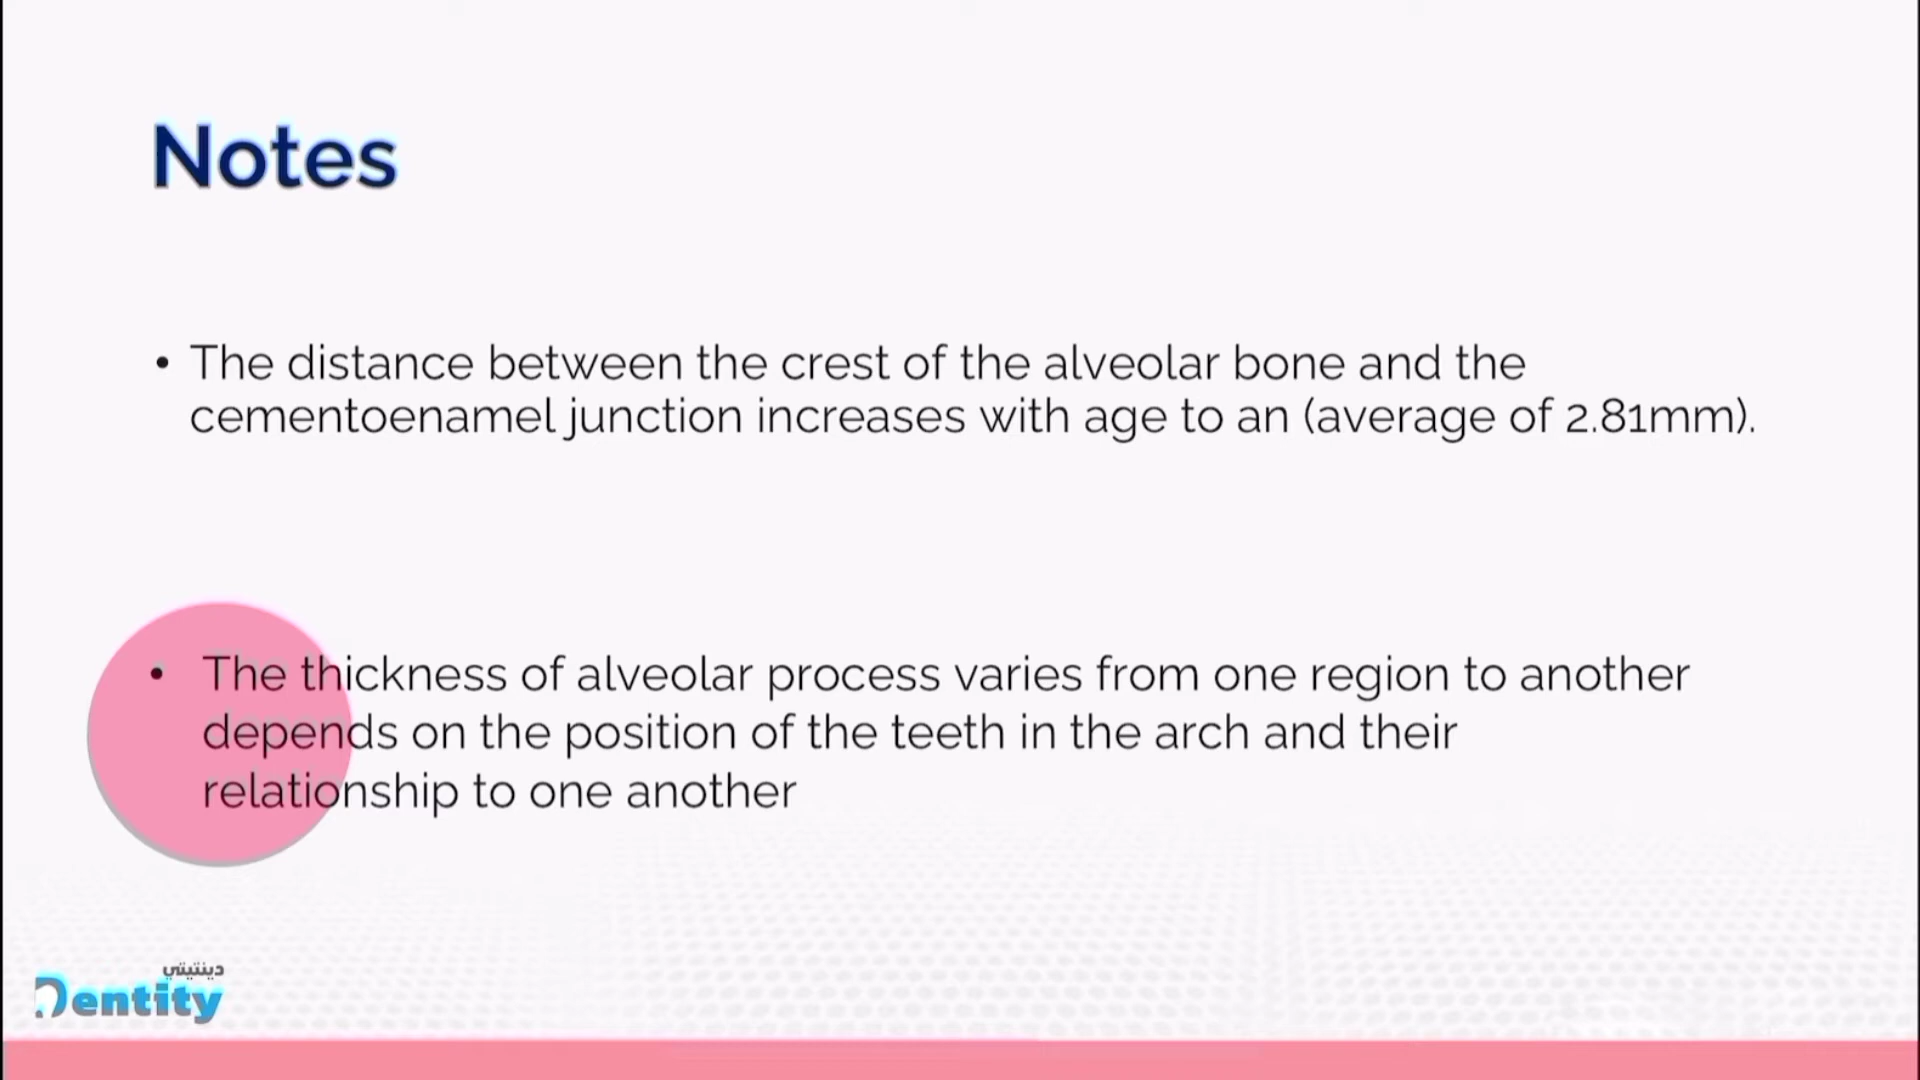 Notes
• The distance between the crest of the alveolar bone and the
cementoenamel junction increases with age to an (average of 2.81mm).
• The thickness of alveolar process varies from one region to another
depends on the position of the teeth in the arch and their
relationship to one another
دينتيتي
Dentity